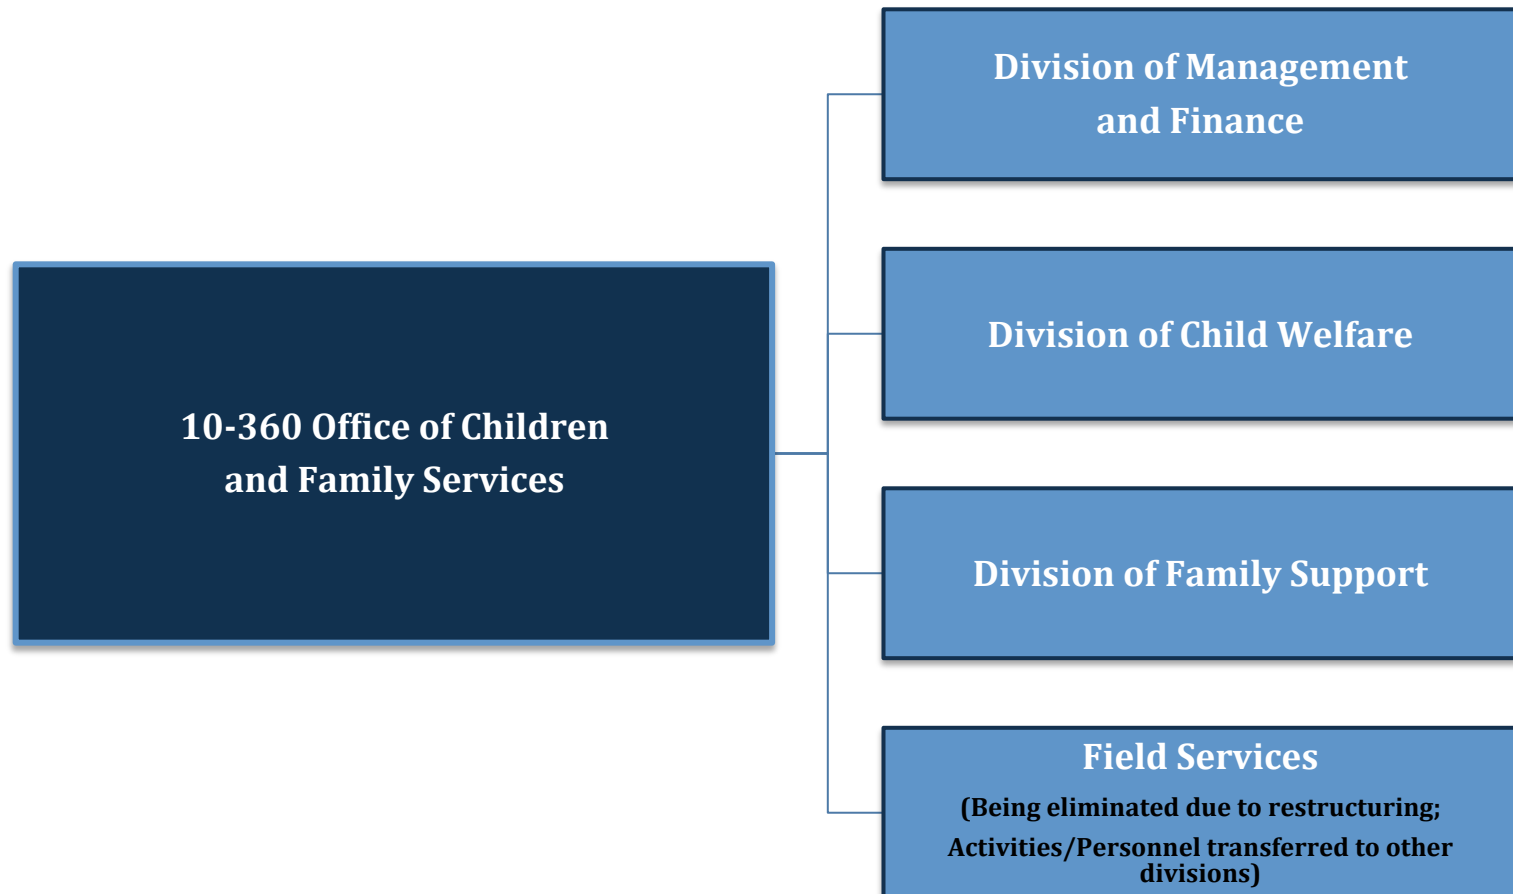 Division of Management
and Finance
Division of Child Welfare
10-360 Office of Children
and Family Services
Division of Family Support
Field Services
(Being eliminated due to restructuring;
Activities/Personnel transferred to other
divisions)